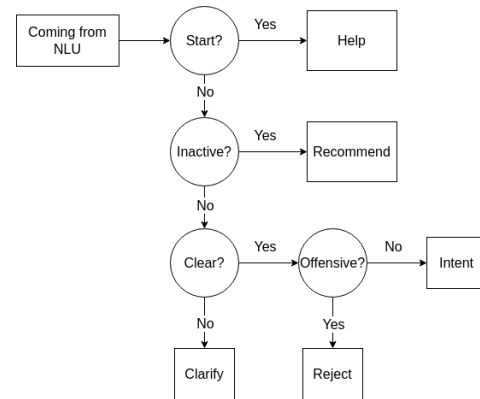 Coming from
NLU
Start?
Yes
Help
No
Inactive?
Yes
Recommend
No
Clear?
Yes
Offensive?
No
Intent
No
Yes
Clarify
Reject